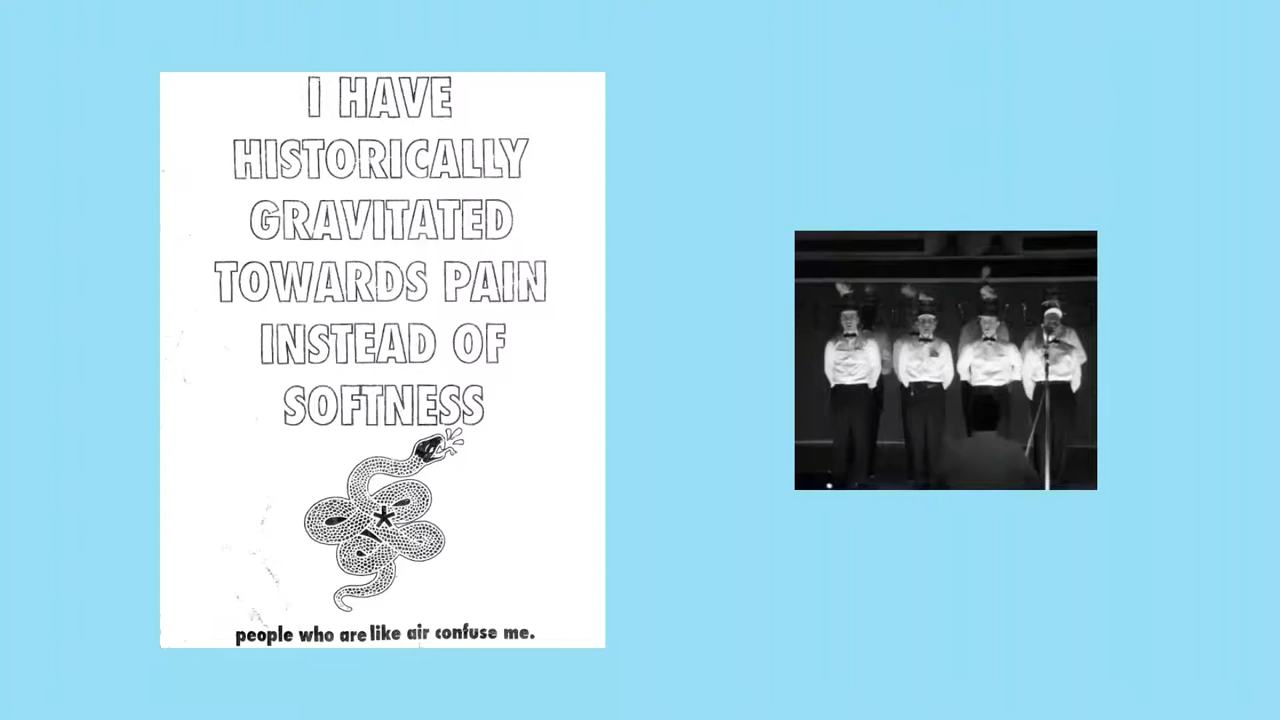 I HAVE
HISTORICALLY
GRAVITATED
TOWARDS PAIN
INSTEAD OF
SOFTNESS
people who are like air confuse me.